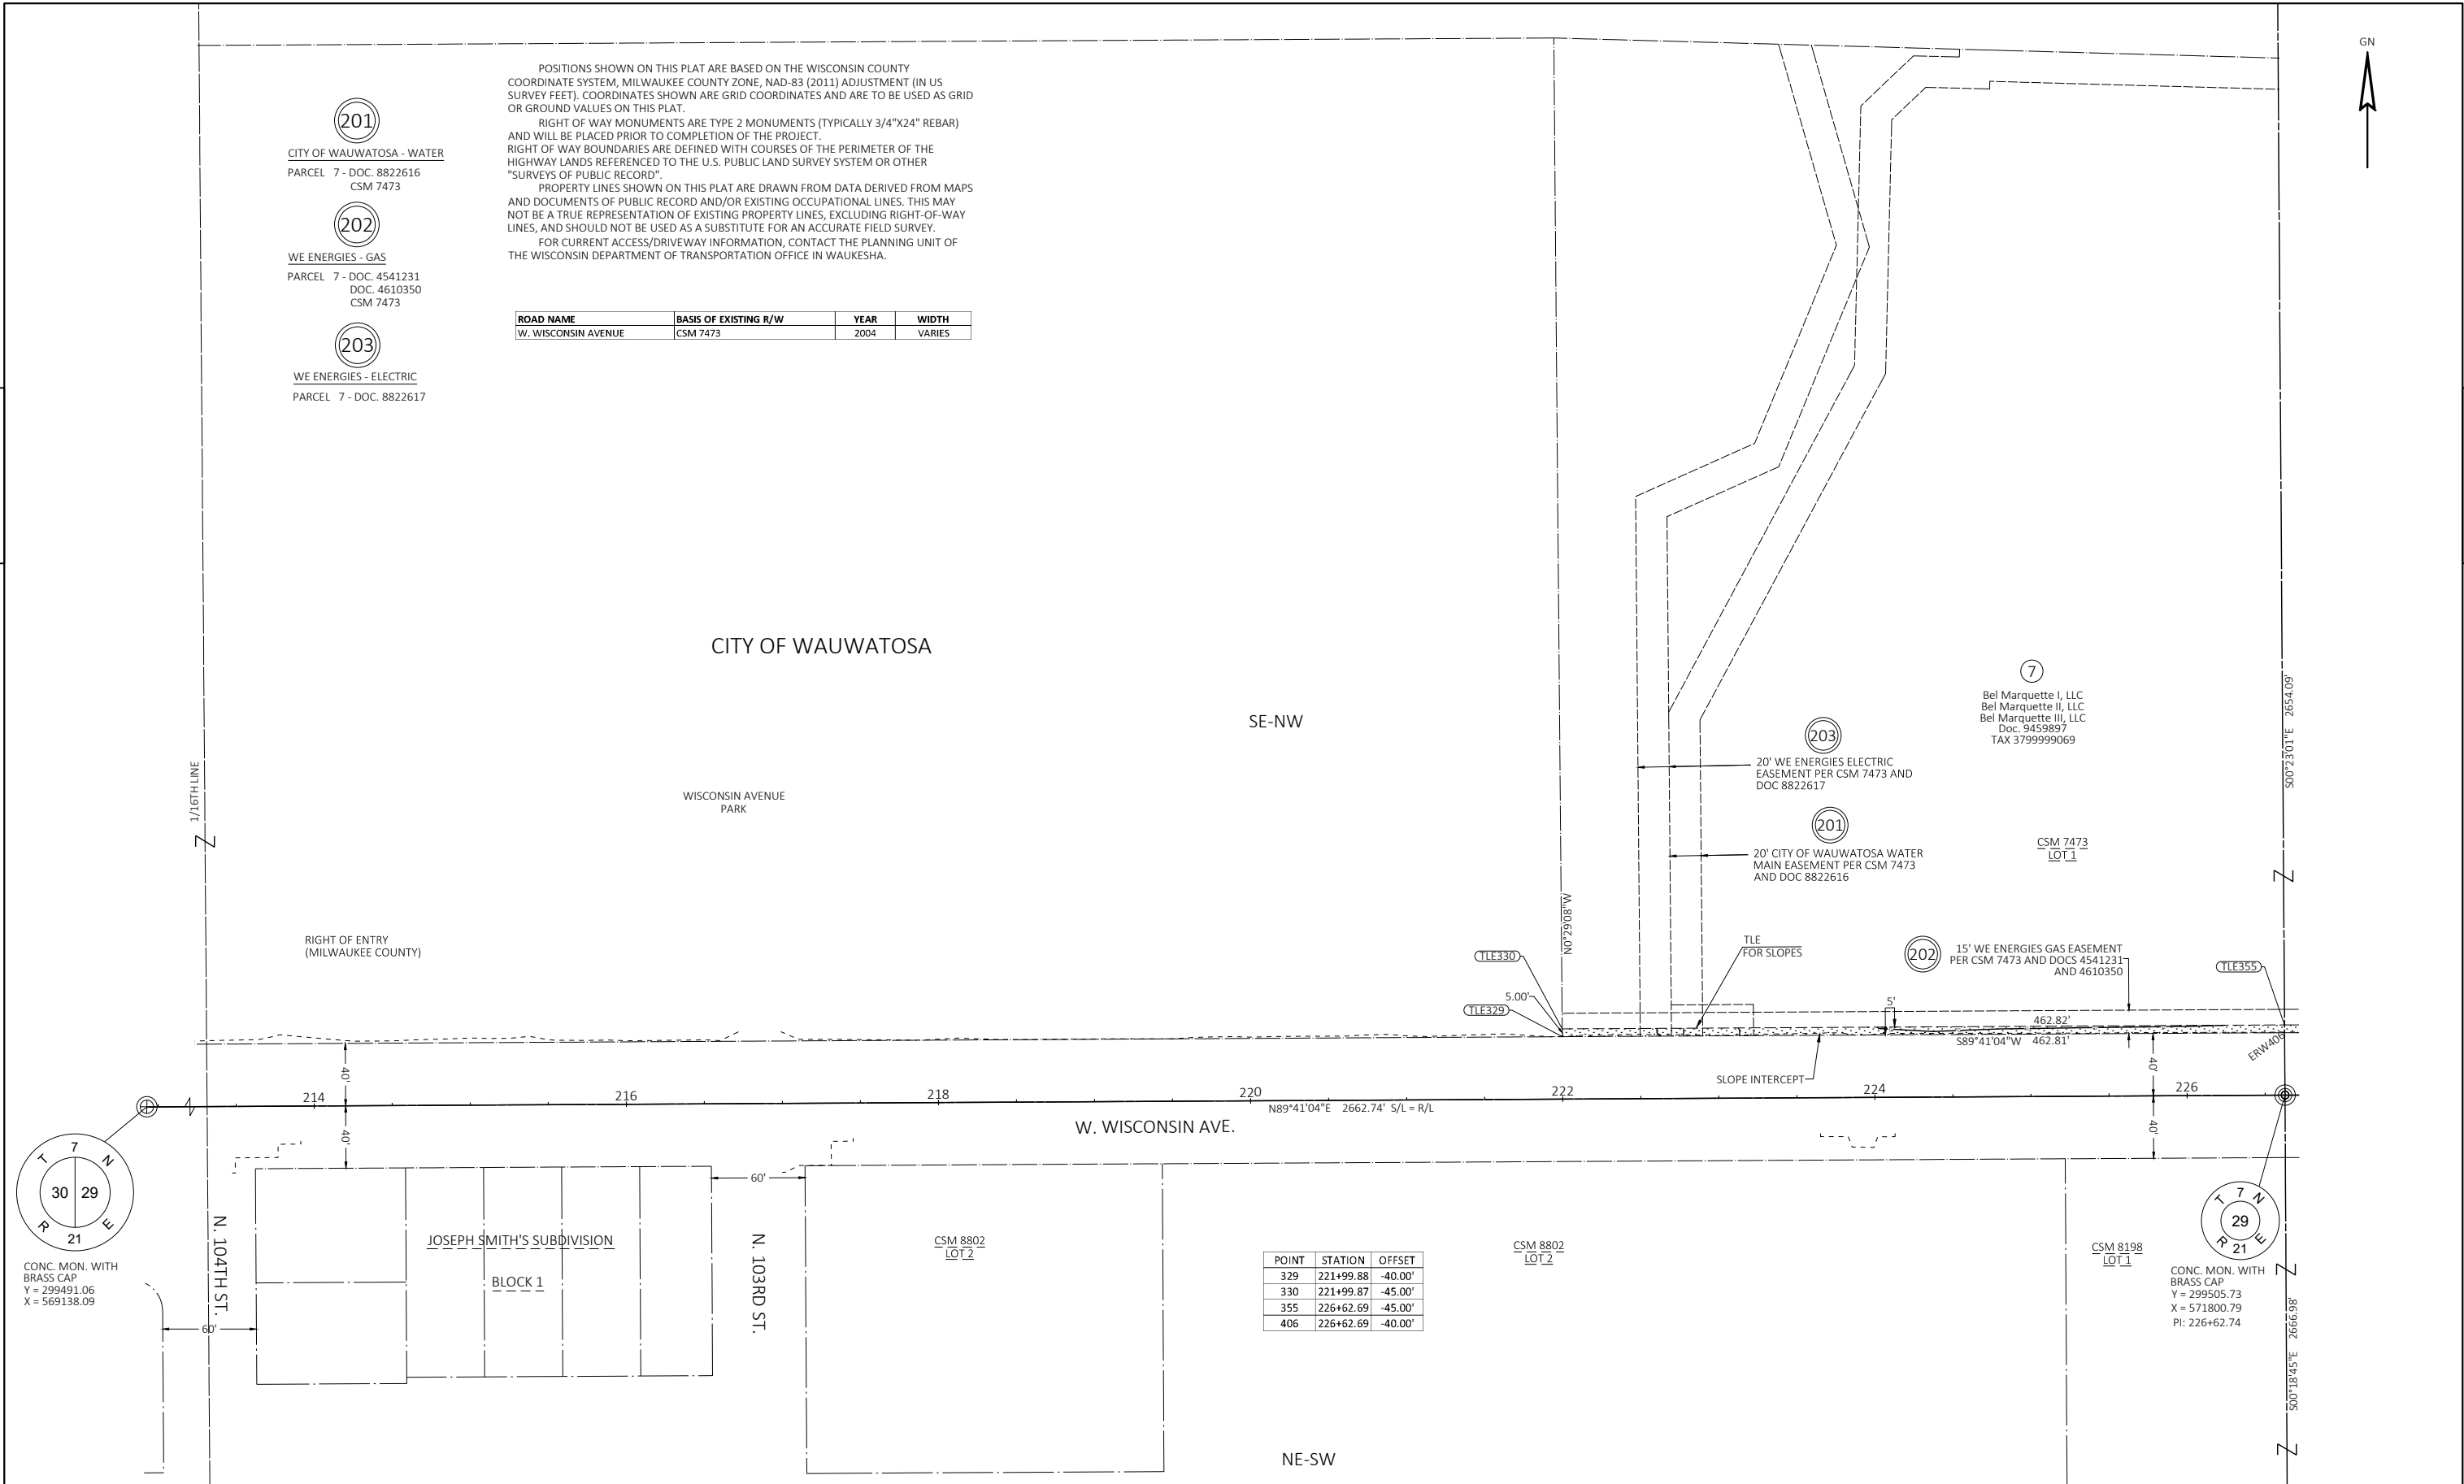 GN
POSITIONS SHOWN ON THIS PLAT ARE BASED ON THE WISCONSIN COUNTY
COORDINATE SYSTEM, MILWAUKEE COUNTY ZONE, NAD-83 (2011) ADJUSTMENT (IN US
SURVEY FEET). COORDINATES SHOWN ARE GRID COORDINATES AND ARE TO BE USED AS GRID
OR GROUND VALUES ON THIS PLAT.
RIGHT OF WAY MONUMENTS ARE TYPE 2 MONUMENTS (TYPICALLY 3/4"X24" REBAR)
AND WILL BE PLACED PRIOR TO COMPLETION OF THE PROJECT.
RIGHT OF WAY BOUNDARIES ARE DEFINED WITH COURSES OF THE PERIMETER OF THE
HIGHWAY LANDS REFERENCED TO THE U.S. PUBLIC LAND SURVEY SYSTEM OR OTHER
"SURVEYS OF PUBLIC RECORD".
PROPERTY LINES SHOWN ON THIS PLAT ARE DRAWN FROM DATA DERIVED FROM MAPS
AND DOCUMENTS OF PUBLIC RECORD AND/OR EXISTING OCCUPATIONAL LINES. THIS MAY
NOT BE A TRUE REPRESENTATION OF EXISTING PROPERTY LINES, EXCLUDING RIGHT-OF-WAY
LINES, AND SHOULD NOT BE USED AS A SUBSTITUTE FOR AN ACCURATE FIELD SURVEY.
FOR CURRENT ACCESS/DRIVEWAY INFORMATION, CONTACT THE PLANNING UNIT OF
THE WISCONSIN DEPARTMENT OF TRANSPORTATION OFFICE IN WAUKESHA.
201
CITY OF WAUWATOSA - WATER
PARCEL 7 - DOC. 8822616
CSM 7473
202
WE ENERGIES - GAS
PARCEL 7 - DOC. 4541231
DOC. 4610350
CSM 7473
203
WE ENERGIES - ELECTRIC
PARCEL 7 - DOC. 8822617
ROAD NAME BASIS OF EXISTING R/W YEAR WIDTH
W. WISCONSIN AVENUE CSM 7473 2004 VARIES
CITY OF WAUWATOSA
SE-NW
7
Bel Marquette I, LLC
Bel Marquette II, LLC
Bel Marquette III, LLC
Doc. 9459897
TAX 3799999069
S00°23'01"E 2654.09'
203
20' WE ENERGIES ELECTRIC
EASEMENT PER CSM 7473 AND
DOC 8822617
1/16TH LINE
WISCONSIN AVENUE
PARK
201
20' CITY OF WAUWATOSA WATER
MAIN EASEMENT PER CSM 7473
AND DOC 8822616
CSM 7473
LOT 1
N0°29'08"W
RIGHT OF ENTRY
(MILWAUKEE COUNTY)
TLE
FOR SLOPES
202
15' WE ENERGIES GAS EASEMENT
PER CSM 7473 AND DOCS 4541231
AND 4610350
TLE330
TLE355
5.00'
TLE329
5'
462.82'
S89°41'04"W 462.81'
ERW406
40'
40'
SLOPE INTERCEPT
214
216
218
220
222
224
226
N89°41'04"E 2662.74' S/L = R/L
W. WISCONSIN AVE.
40'
40'
T 7 N
30 29
R 21 E
CONC. MON. WITH
BRASS CAP
Y = 299491.06
X = 569138.09
60'
N. 104TH ST.
JOSEPH SMITH'S SUBDIVISION
BLOCK 1
60'
N. 103RD ST.
CSM 8802
LOT 2
POINT STATION OFFSET
329 221+99.88 -40.00'
330 221+99.87 -45.00'
355 226+62.69 -45.00'
406 226+62.69 -40.00'
CSM 8802
LOT 2
CSM 8198
LOT 1
T 7 N
29
R 21 E
CONC. MON. WITH
BRASS CAP
Y = 299505.73
X = 571800.79
PI: 226+62.74
S00°18'45"E 2666.98'
NE-SW